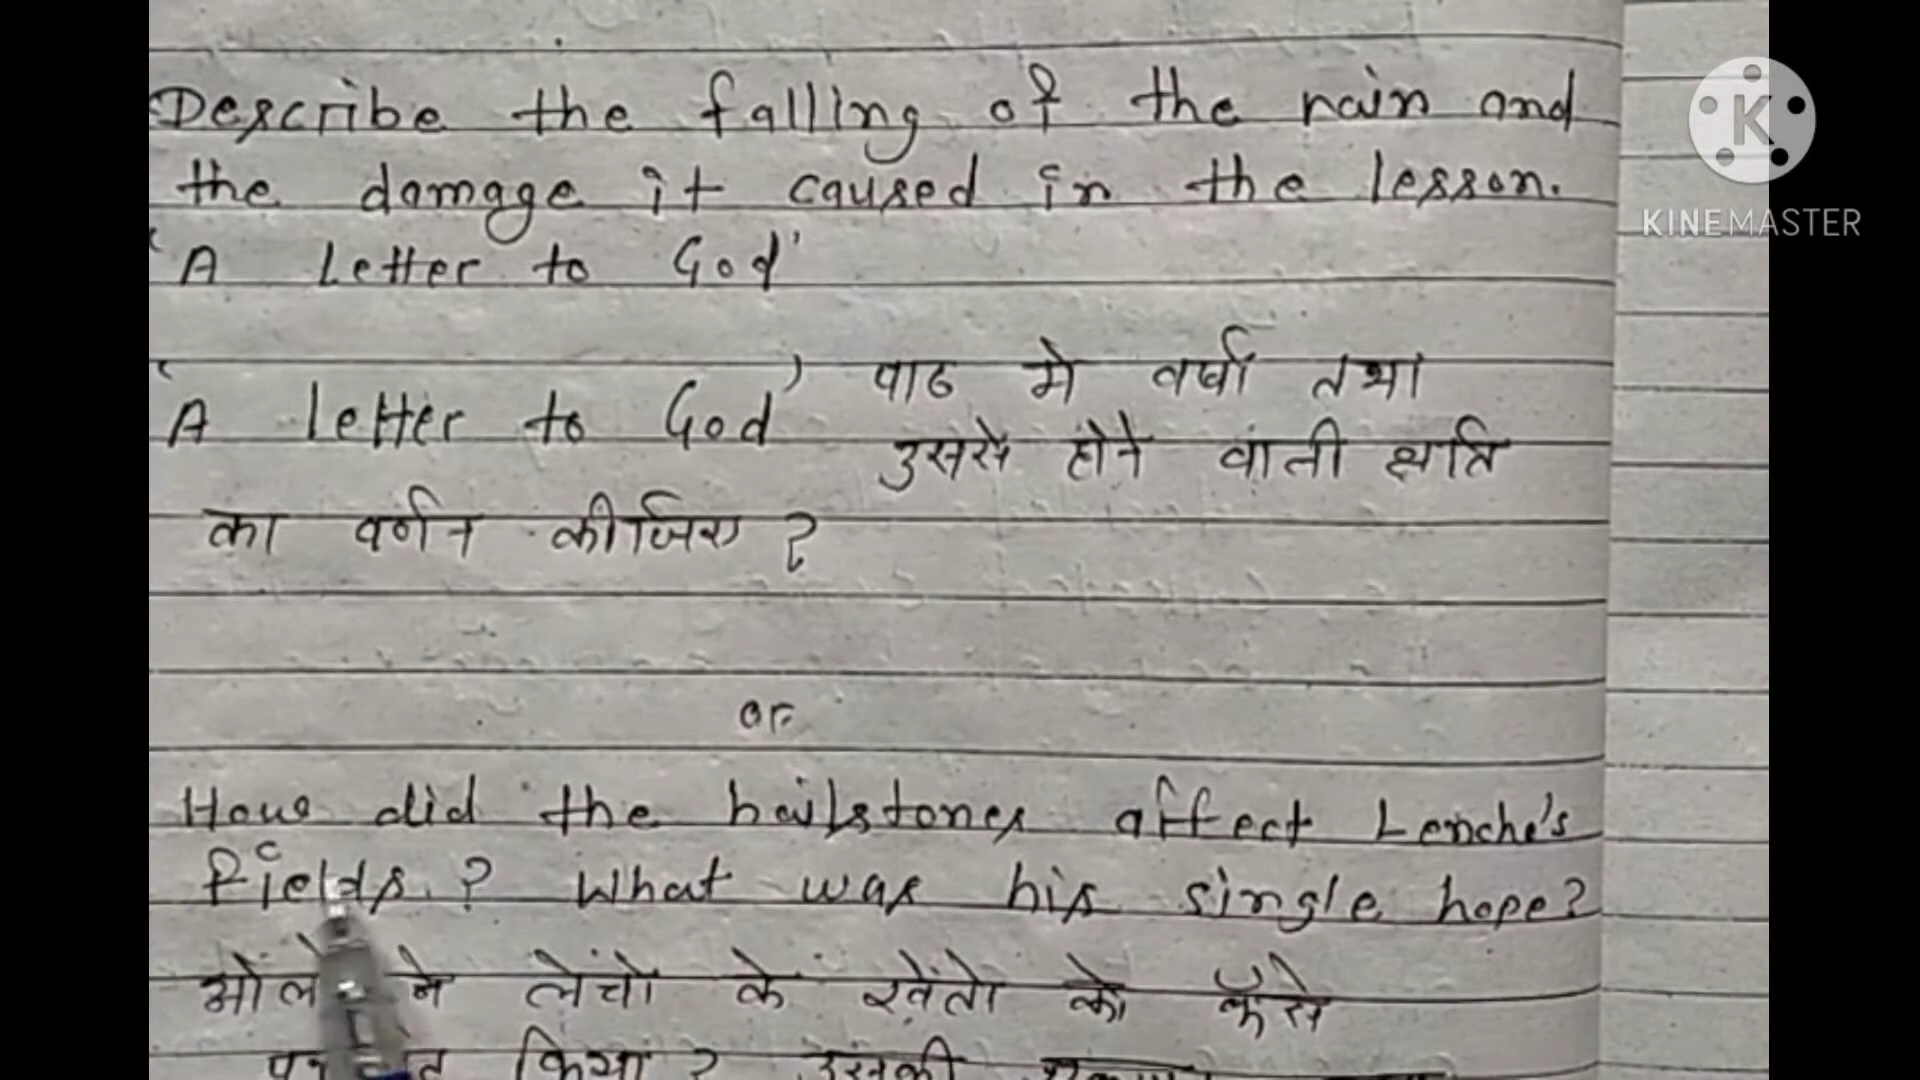 Describe the falling of the rain and
K
the damage it caused in the lesson.
KINEMASTER
'A Letter to God'
'A letter to God' पाठ मे वर्षा तथा
उससे होने वाली क्षति
का वर्णन कीजिए ?
or
How did the hailstones affect Lencho's
fields. ? What was his single hope?
ने लेंचो के खेंतो को कैसे
किया ? उसकी